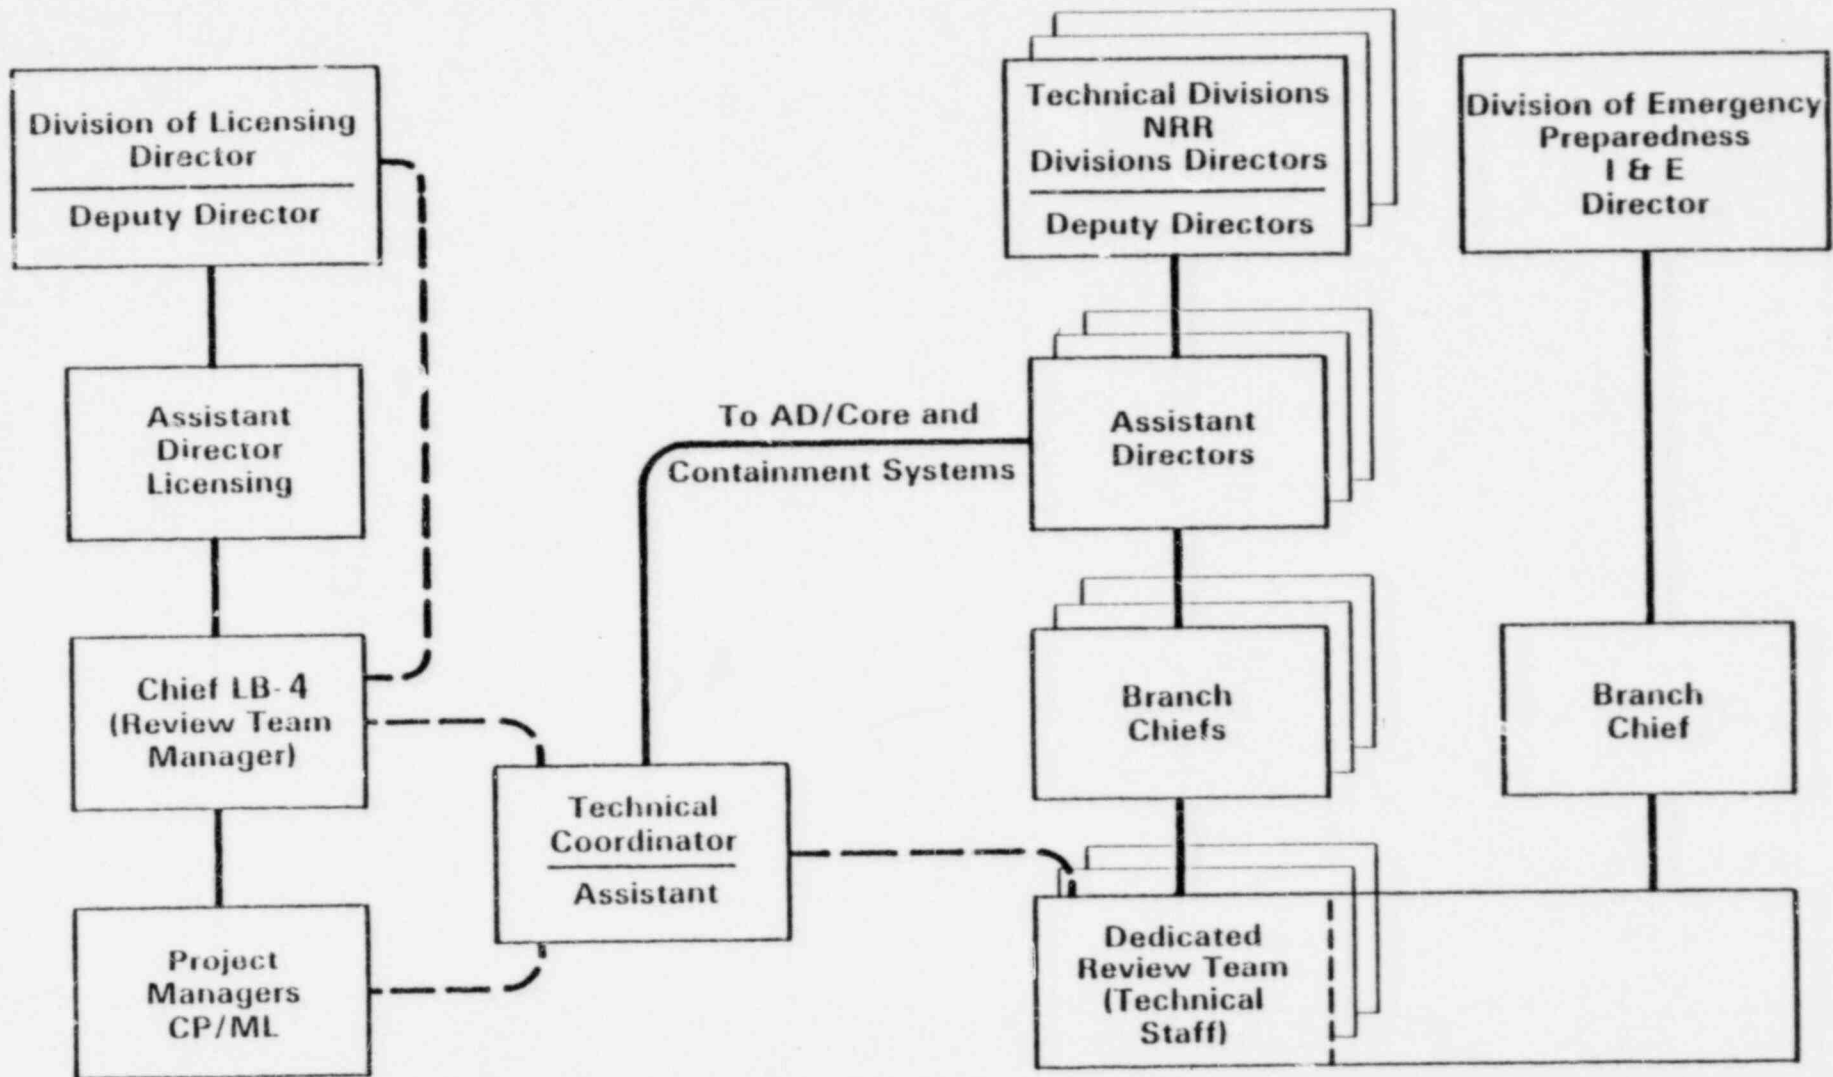 Division of Licensing
Director
Deputy Director
Technical Divisions
NRR
Divisions Directors
Deputy Directors
Division of Emergency
Preparedness
I & E
Director
Assistant
Director
Licensing
To AD/Core and
Containment Systems
Assistant
Directors
Chief LB-4
(Review Team
Manager)
Branch
Chiefs
Branch
Chief
Technical
Coordinator
Assistant
Project
Managers
CP/ML
Dedicated
Review Team
(Technical
Staff)